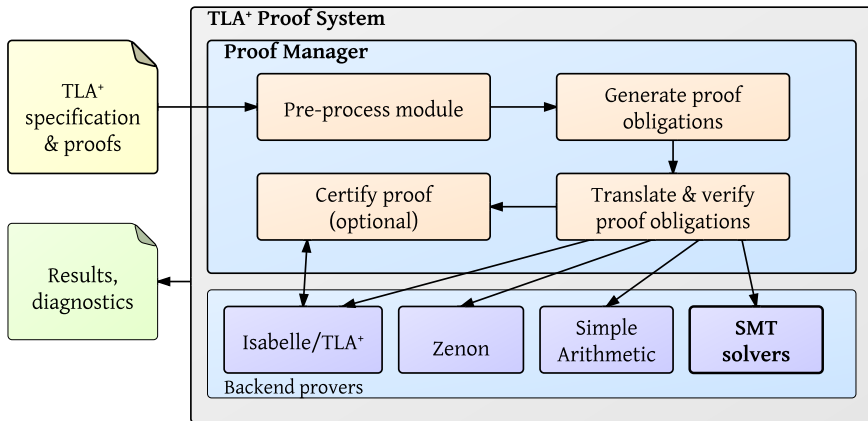 TLA⁺ Proof System
Proof Manager
TLA⁺
specification
& proofs
Pre-process module
Generate proof
obligations
Certify proof
(optional)
Translate & verify
proof obligations
Results,
diagnostics
Isabelle/TLA⁺
Zenon
Simple
Arithmetic
SMT
solvers
Backend provers